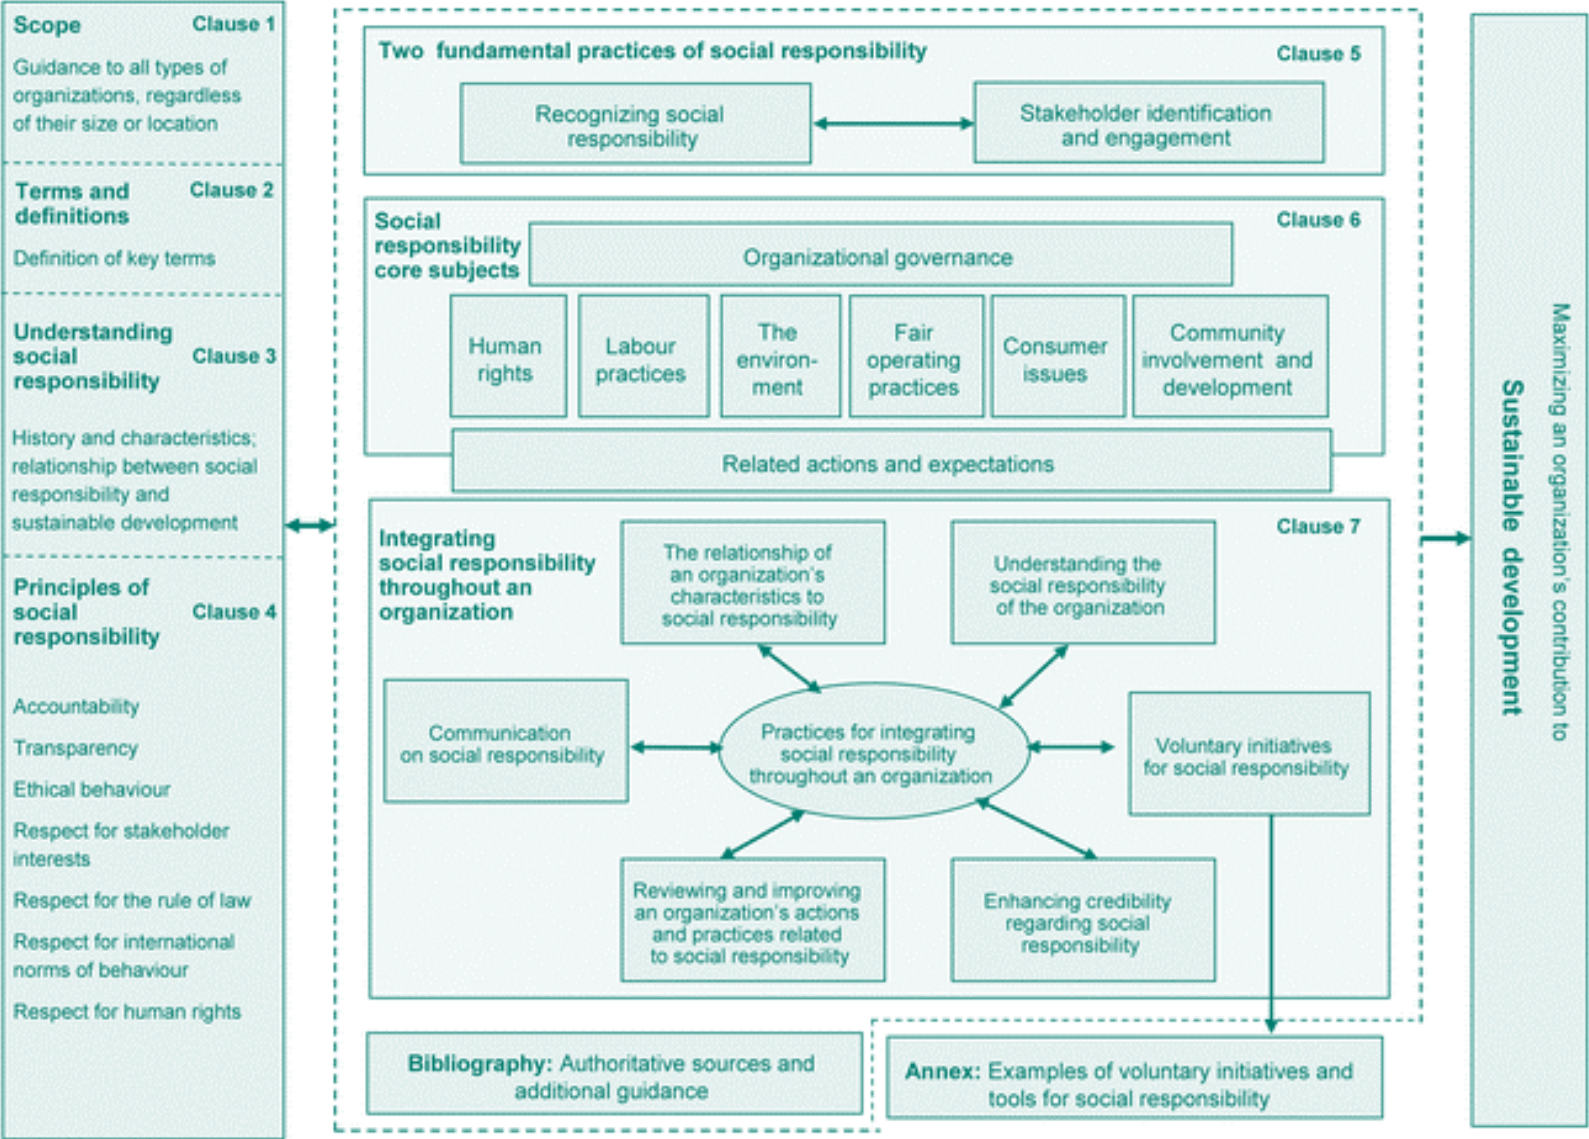 Scope Clause 1
Guidance to all types of
organizations, regardless
of their size or location
Terms and Clause 2
definitions
Definition of key terms
Understanding
social Clause 3
responsibility
History and characteristics;
relationship between social
responsibility and
sustainable development
Principles of
social Clause 4
responsibility
Accountability
Transparency
Ethical behaviour
Respect for stakeholder
interests
Respect for the rule of law
Respect for international
norms of behaviour
Respect for human rights
Two fundamental practices of social responsibility Clause 5
Recognizing social
responsibility
Stakeholder identification
and engagement
Social
responsibility
core subjects
Clause 6
Organizational governance
Human
rights
Labour
practices
The
environ-
ment
Fair
operating
practices
Consumer
issues
Community
involvement and
development
Related actions and expectations
Integrating
social responsibility
throughout an
organization
Clause 7
The relationship of
an organization's
characteristics to
social responsibility
Understanding the
social responsibility
of the organization
Communication
on social responsibility
Practices for integrating
social responsibility
throughout an organization
Voluntary initiatives
for social responsibility
Reviewing and improving
an organization's actions
and practices related
to social responsibility
Enhancing credibility
regarding social
responsibility
Bibliography: Authoritative sources and
additional guidance
Annex: Examples of voluntary initiatives and
tools for social responsibility
Maximizing an organization's contribution to
Sustainable development